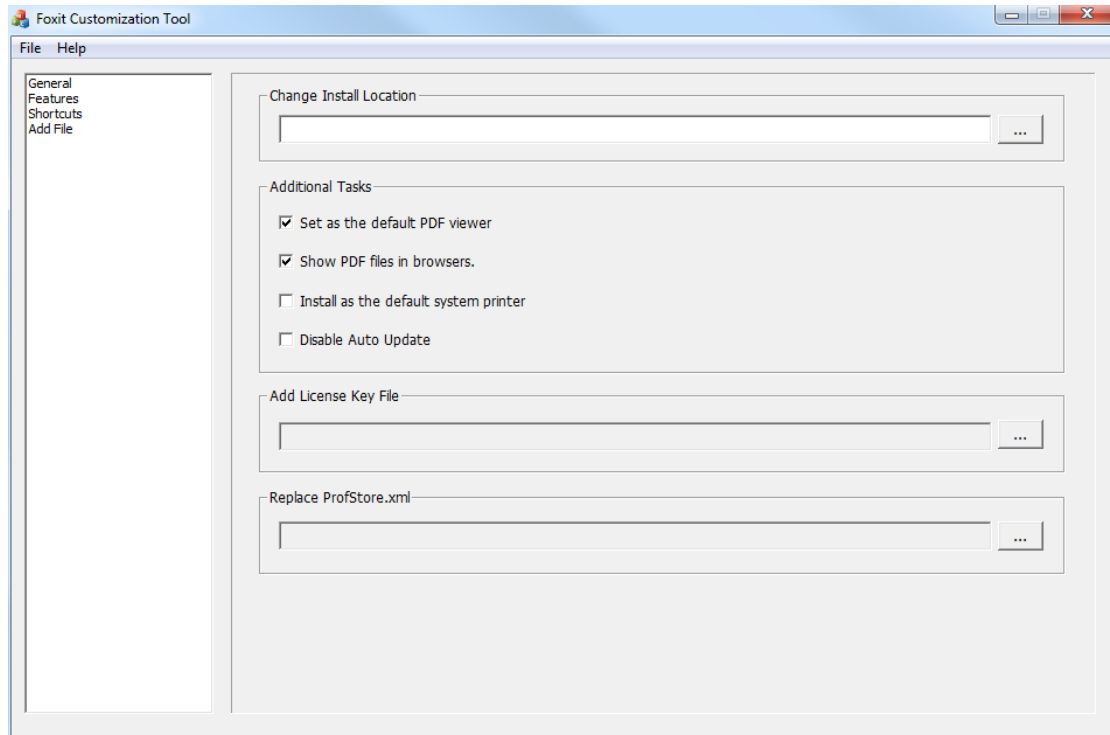 Foxit Customization Tool
File Help
General
Features
Shortcuts
Add File
Change Install Location
...
Additional Tasks
Set as the default PDF viewer
Show PDF files in browsers.
Install as the default system printer
Disable Auto Update
Add License Key File
...
Replace ProfStore.xml
...